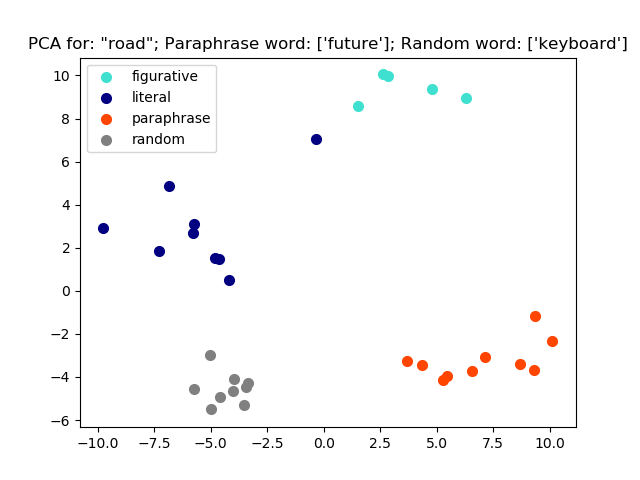 PCA for: "road"; Paraphrase word: ['future']; Random word: ['keyboard']
figurative
literal
paraphrase
random
10
8
6
4
2
0
−2
−4
−6
−10.0 −7.5 −5.0 −2.5 0.0 2.5 5.0 7.5 10.0